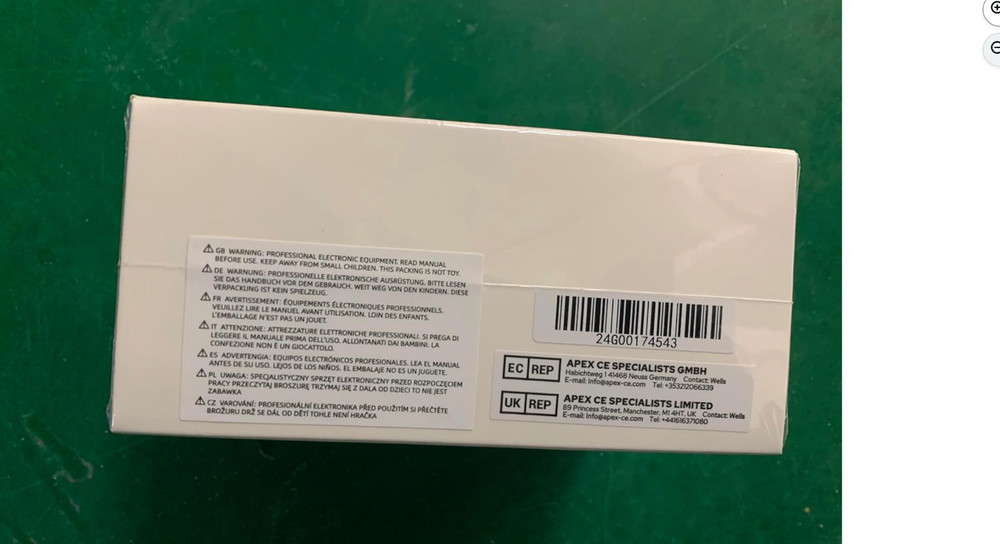 ⚠ GB WARNING: PROFESSIONAL ELECTRONIC EQUIPMENT. READ MANUAL
BEFORE USE. KEEP AWAY FROM SMALL CHILDREN. THIS PACKING IS NOT TOY.
⚠ DE WARNUNG: PROFESSIONELLE ELEKTRONISCHE AUSRÜSTUNG. BITTE LESEN
SIE DAS HANDBUCH VOR DEM GEBRAUCH. WEIT WEG VON DEN KINDERN. DIESE
VERPACKUNG IST KEIN SPIELZEUG.
⚠ FR AVERTISSEMENT: ÉQUIPEMENTS ÉLECTRONIQUES PROFESSIONNELS.
VEUILLEZ LIRE LE MANUEL AVANT UTILISATION. LOIN DES ENFANTS.
L'EMBALLAGE N'EST PAS UN JOUET.
⚠ IT ATTENZIONE: ATTREZZATURE ELETTRONICHE PROFESSIONALI. SI PREGA DI
LEGGERE IL MANUALE PRIMA DELL'USO. ALLONTANATI DAI BAMBINI. LA
CONFEZIONE NON È UN GIOCATTOLO.
⚠ ES ADVERTENGIA: EQUIPOS ELECTRÓNICOS PROFESIONALES. LEA EL MANUAL
ANTES DE SU USO. LEJOS DE LOS NIÑOS. EL EMBALAJE NO ES UN JUGUETE.
⚠ PL UWAGA: SPECJALISTYCZNY SPRZĘT ELEKTRONICZNY PRZED ROZPOCZĘCIEM
PRACY PRZECZYTAJ BROSZURĘ TRZYMAJ SIĘ Z DALA OD DZIECI TO NIE JEST
ZABAWKA
⚠ CZ VAROVÁNÍ: PROFESIONÁLNÍ ELEKTRONIKA PŘED POUŽITÍM SI PŘEČTĚTE
BROŽURU DRŽ SE DÁL OD DĚTÍ TOHLE NENÍ HRAČKA
24G00174543
EC REP APEX CE SPECIALISTS GMBH
Habichtweg 1 41468 Neuss Germany Contact: Wells
E-mail: Info@apex-ce.com Tel: +353212066339
UK REP APEX CE SPECIALISTS LIMITED
89 Princess Street, Manchester, M1 4HT, UK Contact: Wells
E-mail: Info@apex-ce.com Tel: +441616371080